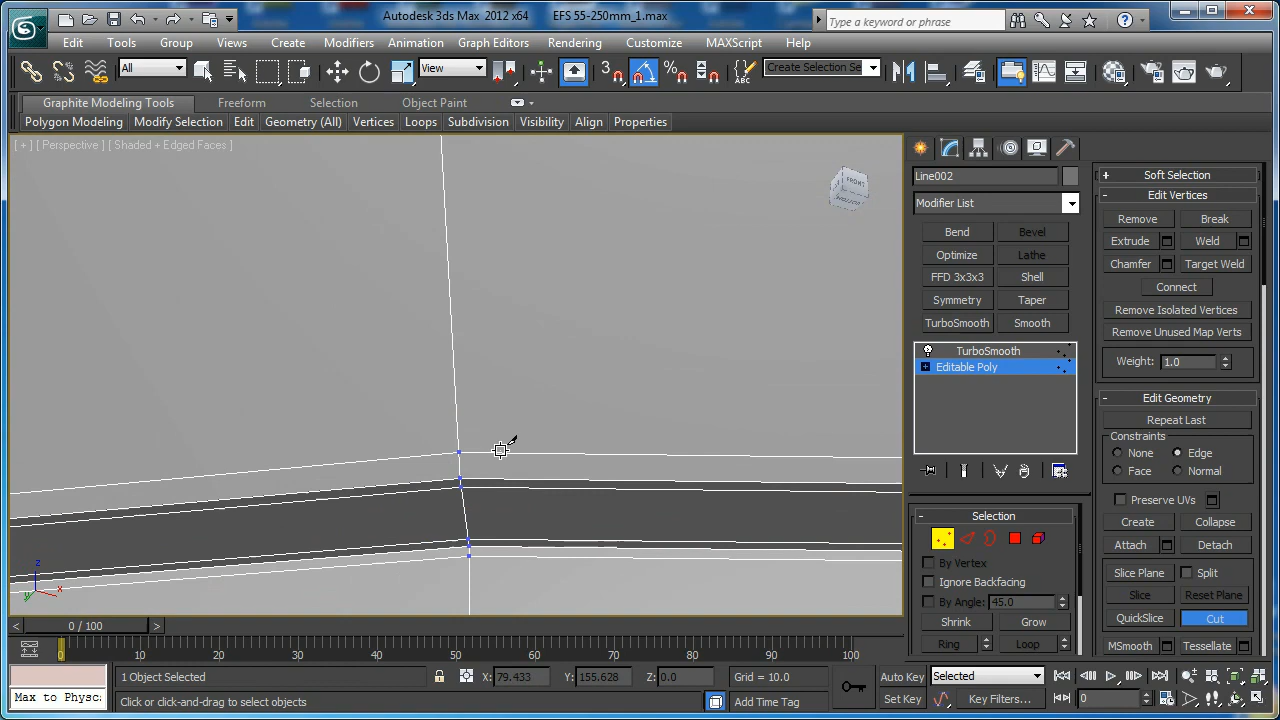 Autodesk 3ds Max 2012 x64 EFS 55-250mm_1.max
Type a keyword or phrase
Edit Tools Group Views Create Modifiers Animation Graph Editors Rendering Customize MAXScript Help
All View 3 Create Selection Se
Graphite Modeling Tools Freeform Selection Object Paint
Polygon Modeling Modify Selection Edit Geometry (All) Vertices Loops Subdivision Visibility Align Properties
[ + ] [ Perspective ] [ Shaded + Edged Faces ]
FRONT
z
x
y
Line002
Modifier List
Bend Bevel
Optimize Lathe
FFD 3x3x3 Shell
Symmetry Taper
TurboSmooth Smooth
TurboSmooth
Editable Poly
- Selection
By Vertex
Ignore Backfacing
By Angle: 45.0
Shrink Grow
Ring Loop
+ Soft Selection
- Edit Vertices
Remove Break
Extrude Weld
Chamfer Target Weld
Connect
Remove Isolated Vertices
Remove Unused Map Verts
Weight: 1.0
- Edit Geometry
Repeat Last
Constraints
None Edge
Face Normal
Preserve UVs
Create Collapse
Attach Detach
Slice Plane Split
Slice Reset Plane
QuickSlice Cut
MSmooth Tessellate
< 0 / 100 >
0 10 20 30 40 50 60 70 80 90 100
1 Object Selected X: 79.433 Y: 155.628 Z: 0.0 Grid = 10.0 Auto Key Selected
Max to Physca Click or click-and-drag to select objects Add Time Tag Set Key Key Filters... 0